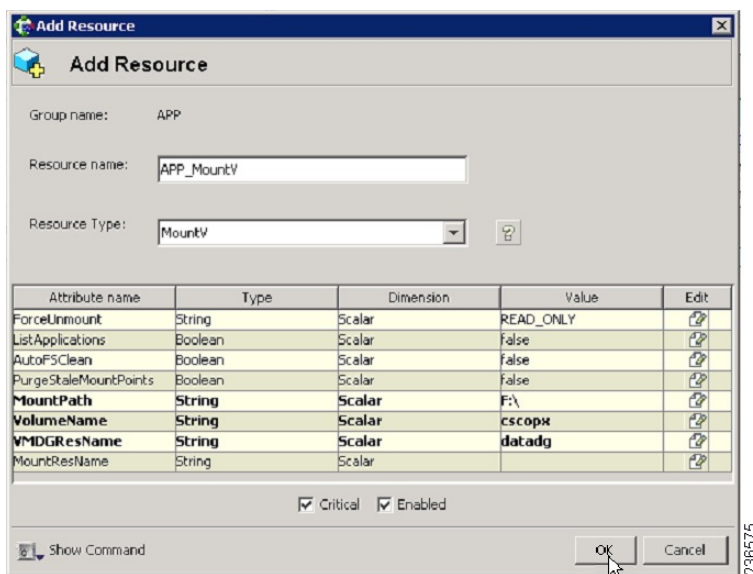 Add Resource
Add Resource
Group name: APP
Resource name: APP_MountV
Resource Type: MountV
Attribute name Type Dimension Value Edit
ForceUnmount String Scalar READ_ONLY
ListApplications Boolean Scalar false
AutoFSClean Boolean Scalar false
PurgeStaleMountPoints Boolean Scalar false
MountPath String Scalar F:\
VolumeName String Scalar cscopx
VMDGResName String Scalar datadg
MountResName String Scalar
Critical Enabled
Show Command OK Cancel
236575